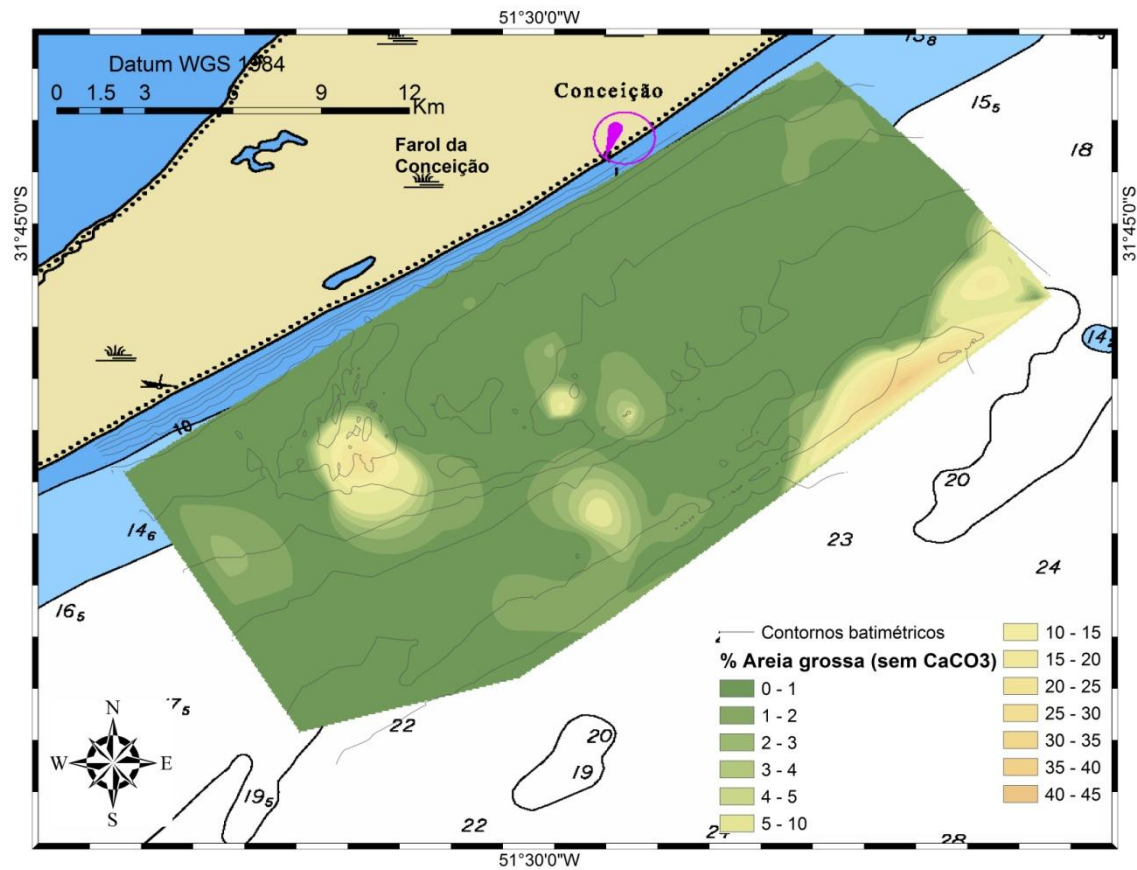 51°30'0"W
Datum WGS 1984
0 1.5 3 6 9 12
Km
Conceição
Farol da
Conceição
31°45'0"S
31°45'0"S
13₈
15₅
18
14₆
16₅
10
20
23
24
22
20
19
19₅
22
24
28
Contornos batimétricos
% Areia grossa (sem CaCO3)
0 - 1
1 - 2
2 - 3
3 - 4
4 - 5
5 - 10
10 - 15
15 - 20
20 - 25
25 - 30
30 - 35
35 - 40
40 - 45
N
W E
S
51°30'0"W